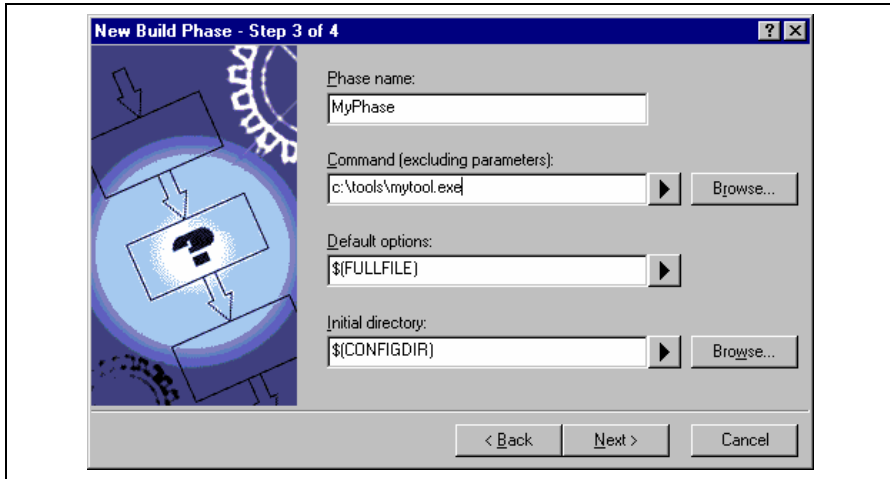 New Build Phase - Step 3 of 4
Phase name:
MyPhase
Command (excluding parameters):
c:\tools\mytool.exe
Browse...
Default options:
$(FULLFILE)
Initial directory:
$(CONFIGDIR)
Browse...
< Back Next > Cancel